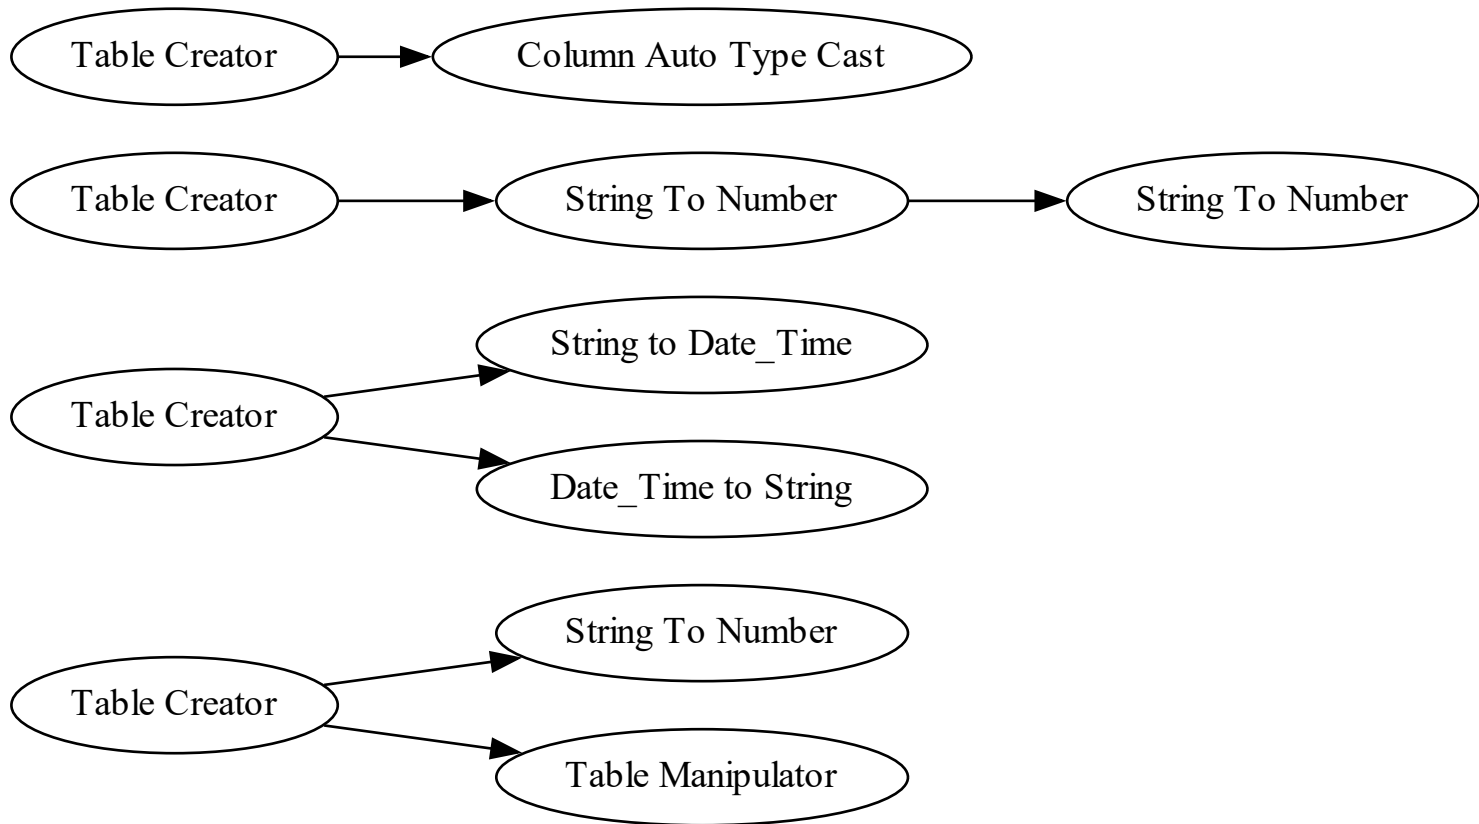 Table Creator
Column Auto Type Cast
Table Creator
String To Number
String To Number
String to Date_Time
Table Creator
Date_Time to String
String To Number
Table Creator
Table Manipulator